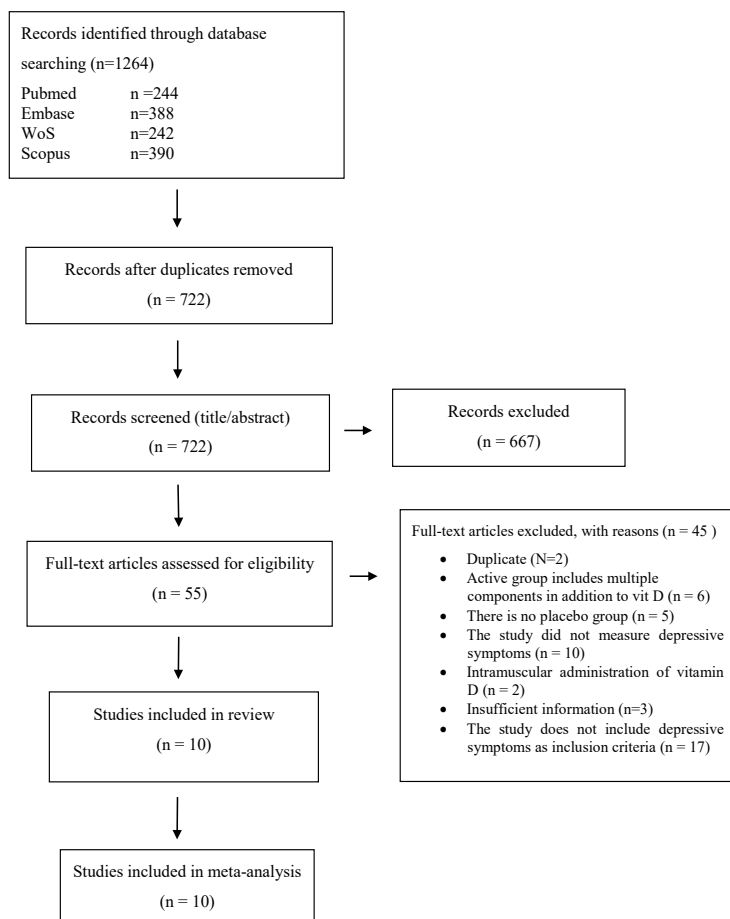 Records identified through database
searching (n=1264)
Pubmed n =244
Embase n=388
WoS n=242
Scopus n=390
Records after duplicates removed
(n = 722)
Records screened (title/abstract)
(n = 722)
Records excluded
(n = 667)
Full-text articles assessed for eligibility
(n = 55)
Full-text articles excluded, with reasons (n = 45 )
• Duplicate (N=2)
• Active group includes multiple
components in addition to vit D (n = 6)
• There is no placebo group (n = 5)
• The study did not measure depressive
symptoms (n = 10)
• Intramuscular administration of vitamin
D (n = 2)
• Insufficient information (n=3)
• The study does not include depressive
symptoms as inclusion criteria (n = 17)
Studies included in review
(n = 10)
Studies included in meta-analysis
(n = 10)